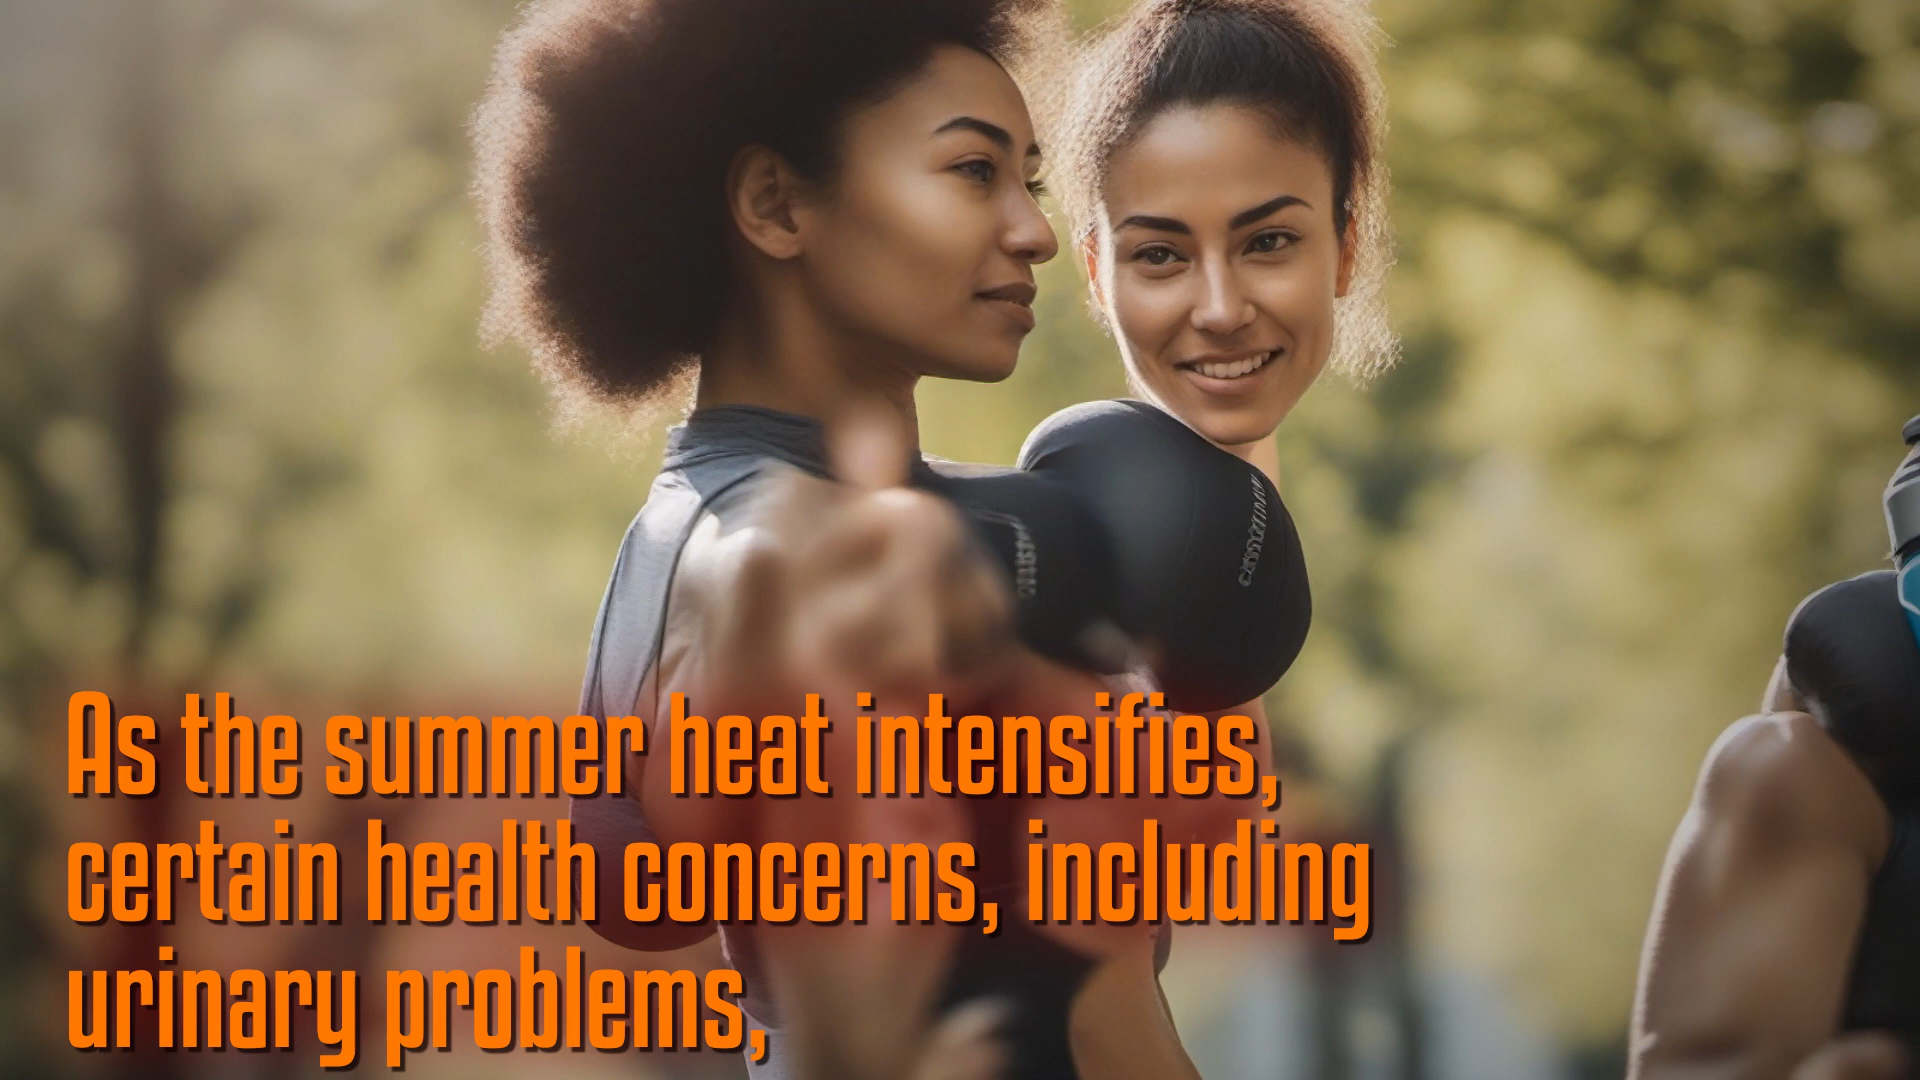 As the summer heat intensifies,
certain health concerns, including
urinary problems,